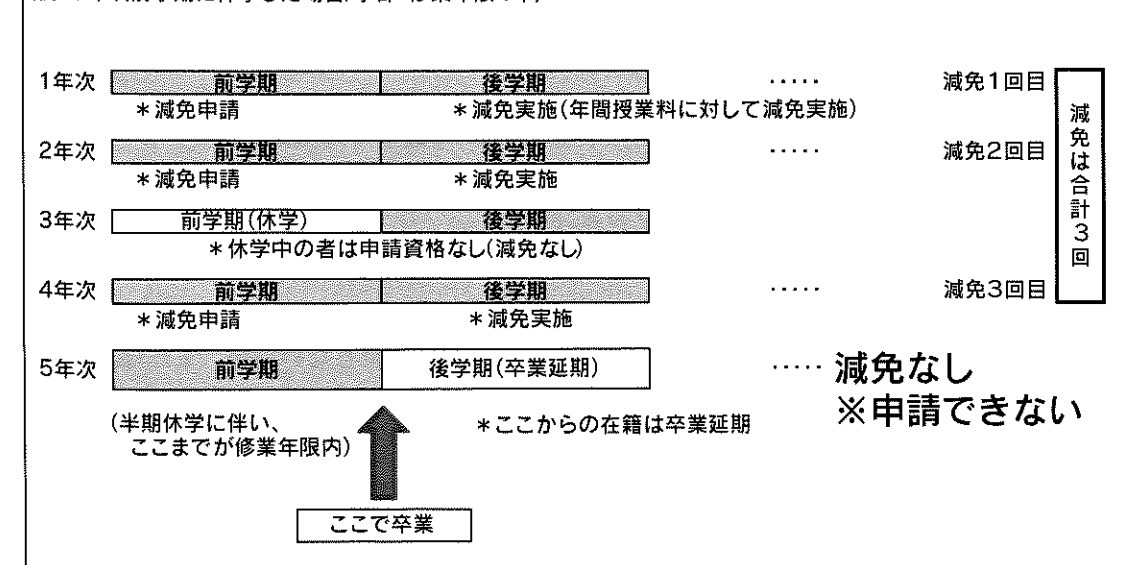 1年次 前学期 後学期 ····· 減免1回目
＊減免申請 ＊減免実施(年間授業料に対して減免実施)
2年次 前学期 後学期 ····· 減免2回目
＊減免申請 ＊減免実施
3年次 前学期(休学) 後学期
＊休学中の者は申請資格なし(減免なし)
4年次 前学期 後学期 ····· 減免3回目
＊減免申請 ＊減免実施
減免は合計3回
5年次 前学期 後学期(卒業延期) ····· 減免なし
※申請できない
(半期休学に伴い、 ＊ここからの在籍は卒業延期
ここまでが修業年限内)
ここで卒業